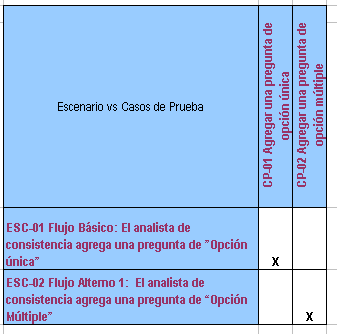 Escenario vs Casos de Prueba
CP-01 Agregar una pregunta de
opción única
CP-02 Agregar una pregunta de
opción múltiple
ESC-01 Flujo Básico: El analista de
consistencia agrega una pregunta de "Opción
única"
X
ESC-02 Flujo Alterno 1:  El analista de
consistencia agrega una pregunta de "Opción
Múltiple"
X